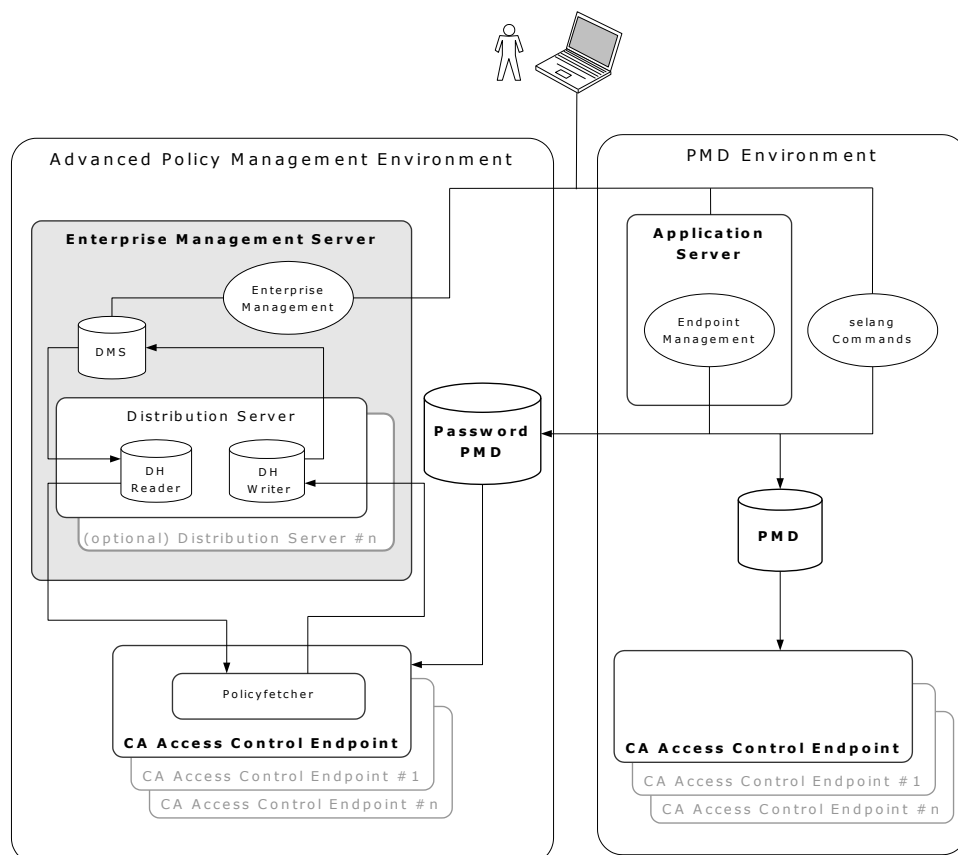 Advanced Policy Management Environment
PMD Environment
Enterprise Management Server
Enterprise
Management
DMS
Distribution Server
DH
Reader
DH
Writer
(optional) Distribution Server #n
Password
PMD
Application
Server
Endpoint
Management
selang
Commands
PMD
Policyfetcher
CA Access Control Endpoint
CA Access Control Endpoint #1
CA Access Control Endpoint #n
CA Access Control Endpoint
CA Access Control Endpoint #1
CA Access Control Endpoint #n